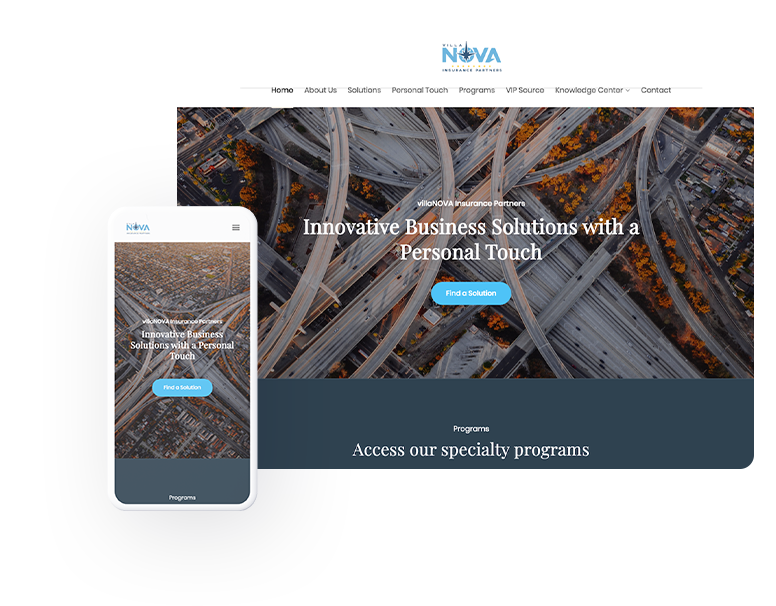 VILLA
NOVA
INSURANCE PARTNERS
Home About Us Solutions Personal Touch Programs VIP Source Knowledge Center Contact
villaNOVA Insurance Partners
Innovative Business Solutions with a
Personal Touch
Find a Solution
Programs
Access our specialty programs
NOVA
villaNOVA Insurance Partners
Innovative Business
Solutions with a Personal
Touch
Find a Solution
Programs